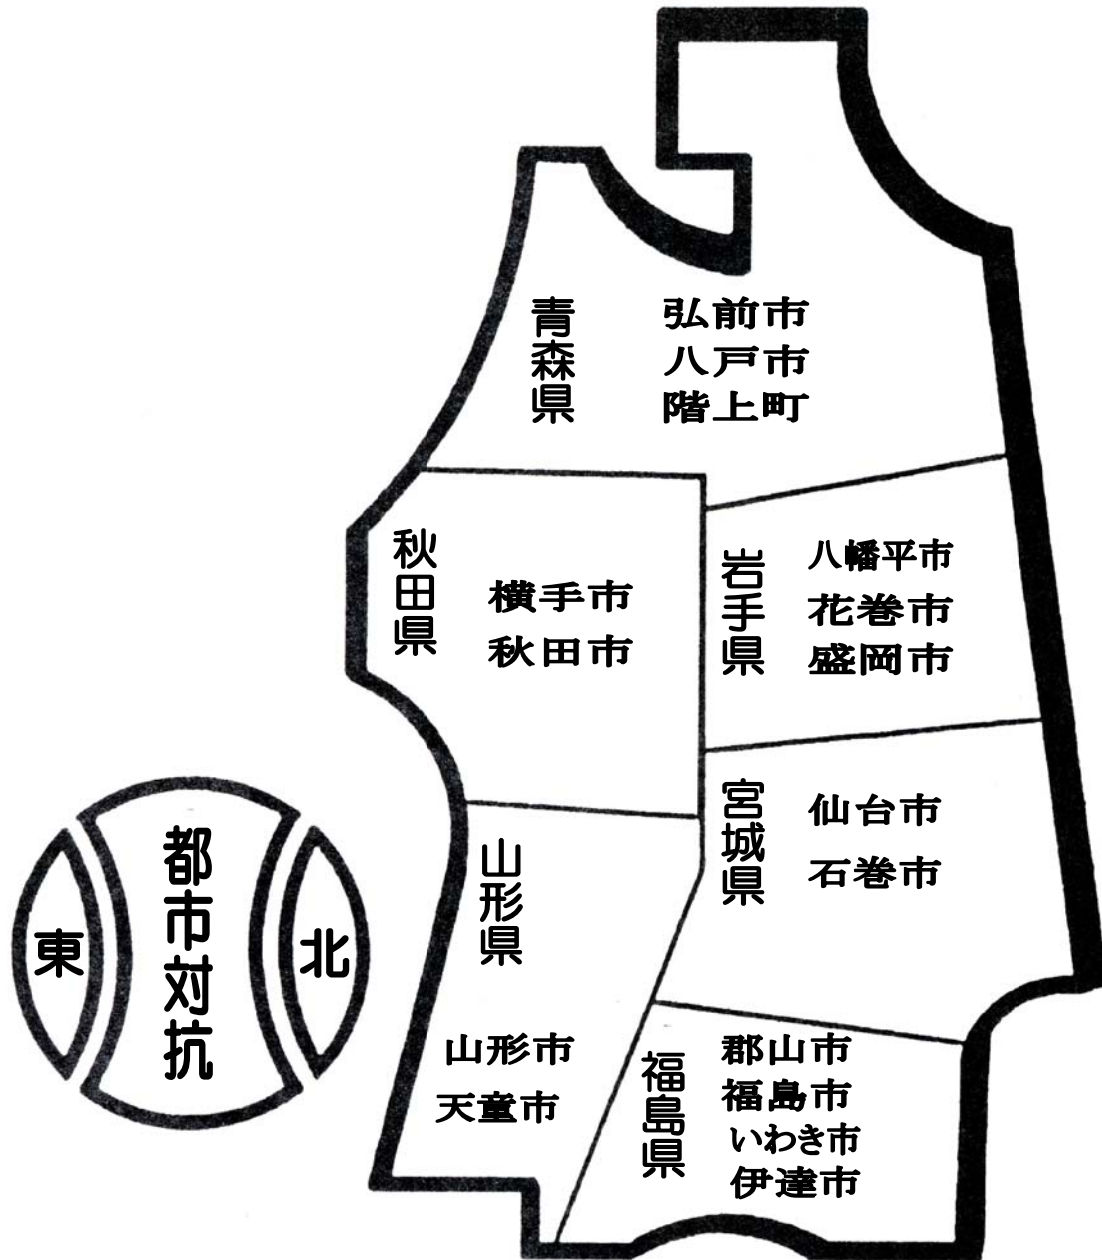 青森県
弘前市
八戸市
階上町
秋田県
横手市
秋田市
岩手県
八幡平市
花巻市
盛岡市
宮城県
仙台市
石巻市
山形県
山形市
天童市
福島県
郡山市
福島市
いわき市
伊達市
東
都市対抗
北